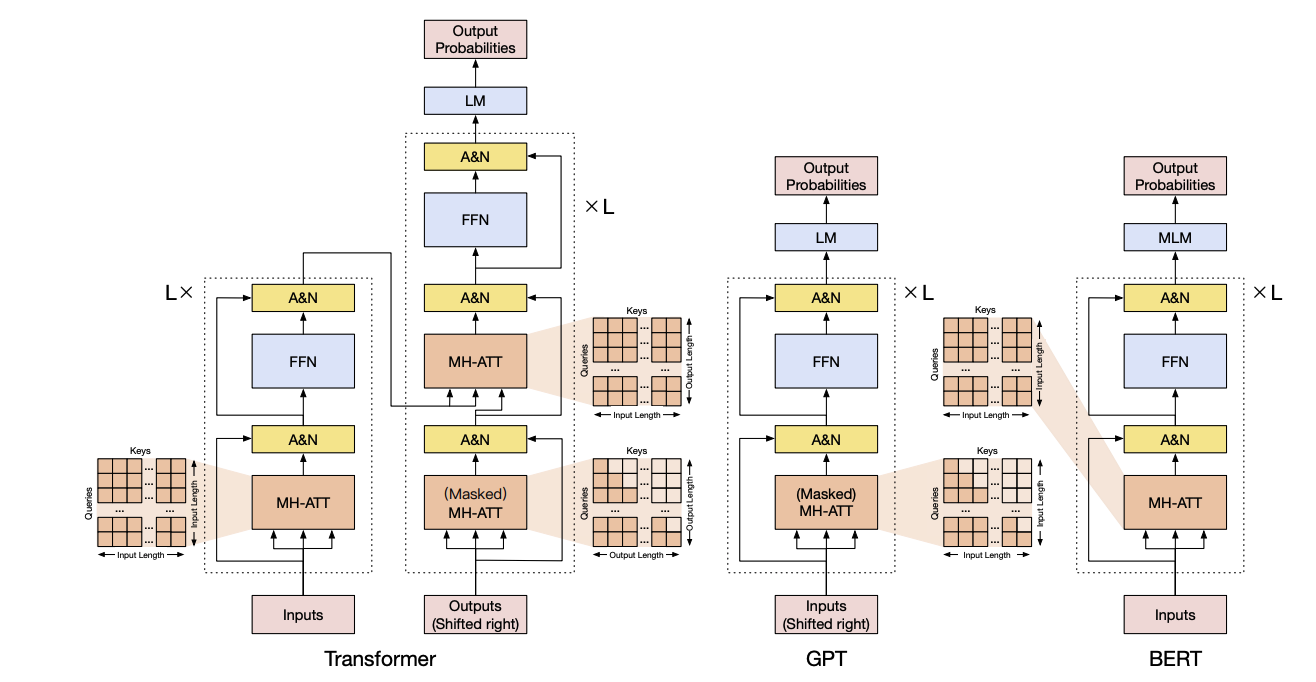 Output
Probabilities
LM
A&N
FFN
×L
A&N
MH-ATT
Keys
...
...
Queries
...
...
...
...
Output Length
Input Length
A&N
(Masked)
MH-ATT
...
...
Queries
...
...
...
...
Output Length
Output Length
Outputs
(Shifted right)
L×
A&N
FFN
A&N
MH-ATT
Keys
...
...
Queries
...
...
...
...
Input Length
Input Length
Inputs
Transformer
Output
Probabilities
LM
×L
A&N
FFN
A&N
(Masked)
MH-ATT
...
...
Queries
...
...
...
...
Input Length
Input Length
Inputs
(Shifted right)
GPT
Output
Probabilities
MLM
×L
A&N
FFN
A&N
MH-ATT
Keys
...
...
Queries
...
...
...
...
Input Length
Input Length
Inputs
BERT